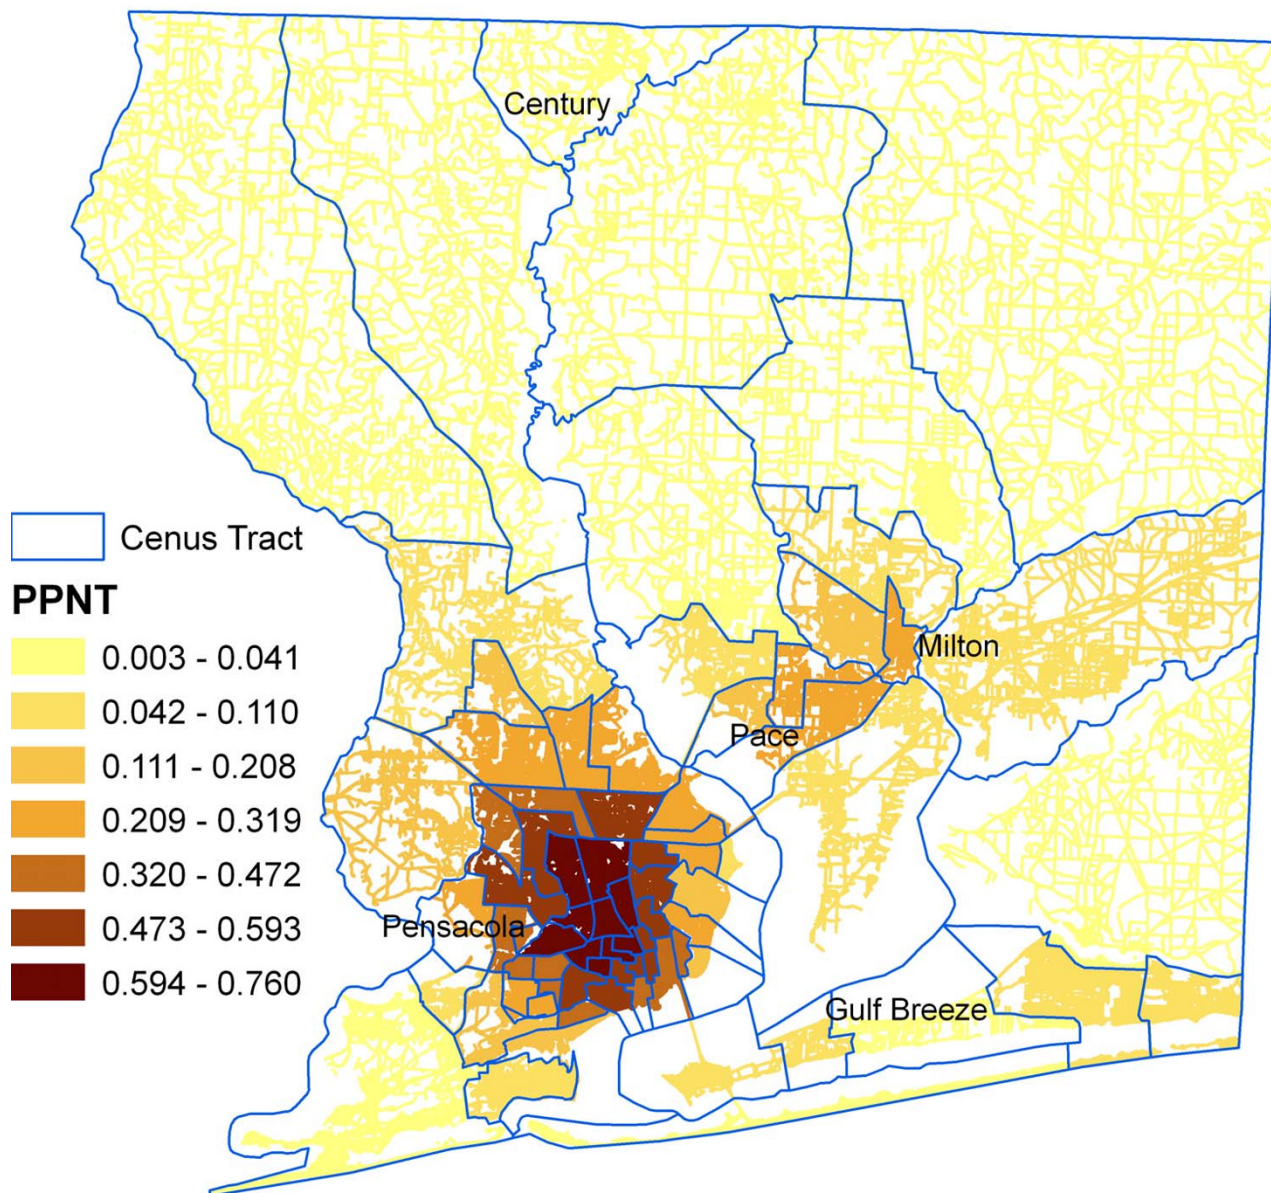 Century
Cenus Tract
PPNT
0.003 - 0.041
0.042 - 0.110
0.111 - 0.208
0.209 - 0.319
0.320 - 0.472
0.473 - 0.593
0.594 - 0.760
Milton
Pace
Pensacola
Gulf Breeze